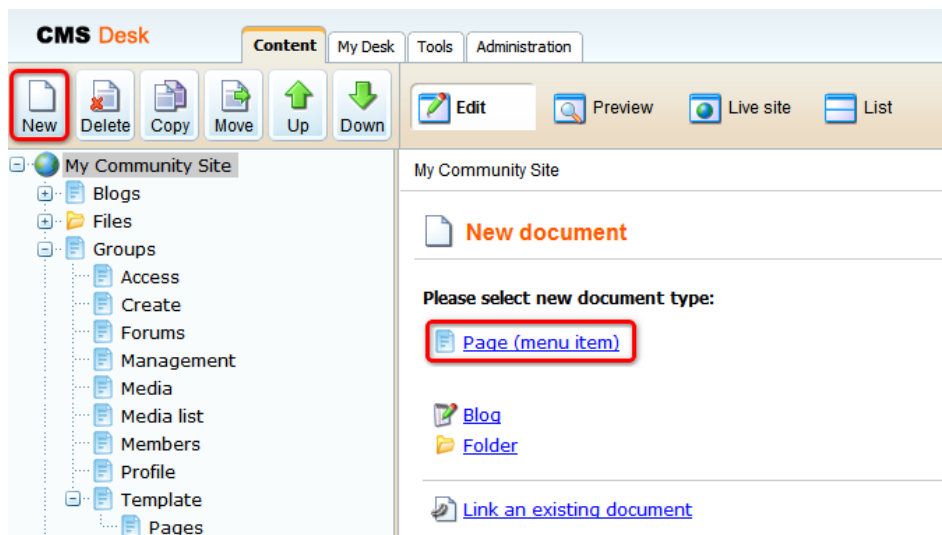 CMS Desk
Content My Desk Tools Administration
New Delete Copy Move Up Down Edit Preview Live site List
My Community Site
Blogs
Files
Groups
Access
Create
Forums
Management
Media
Media list
Members
Profile
Template
Pages
My Community Site
New document
Please select new document type:
Page (menu item)
Blog
Folder
Link an existing document